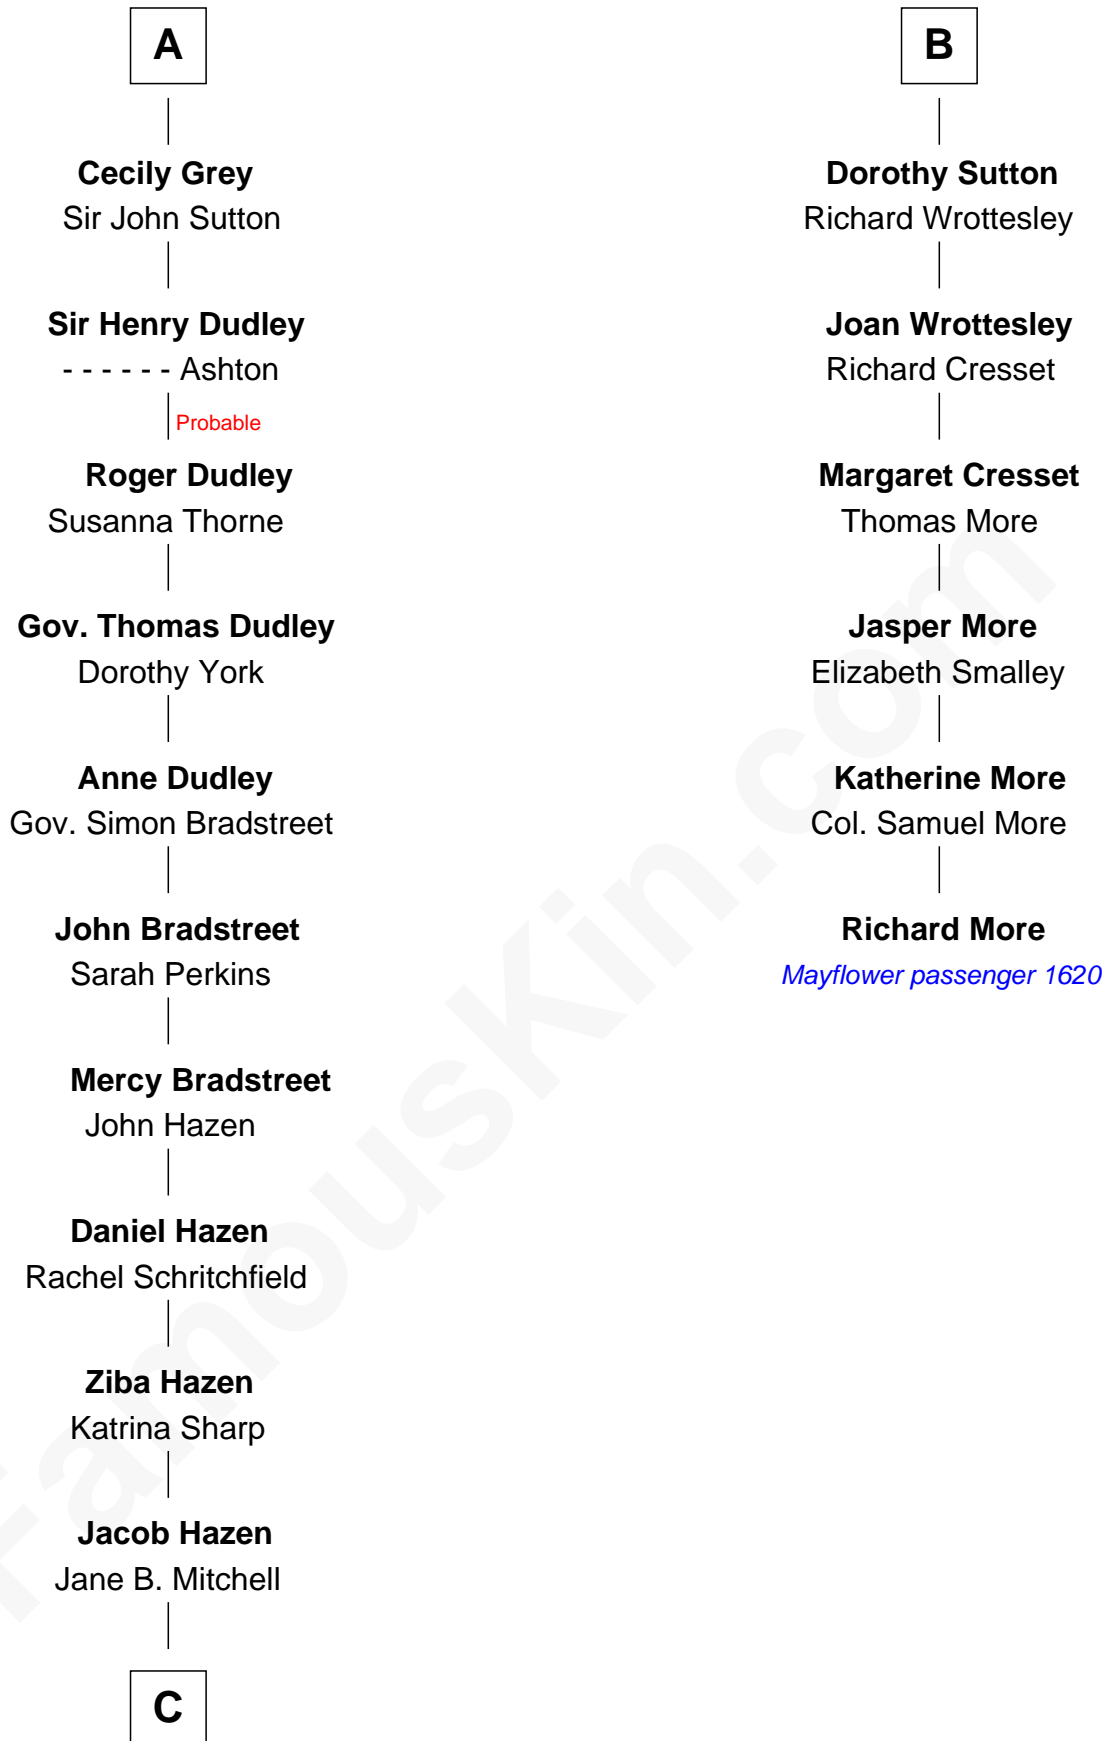 A
Cecily Grey
Sir John Sutton
Sir Henry Dudley
- - - - - - Ashton
Probable
Roger Dudley
Susanna Thorne
Gov. Thomas Dudley
Dorothy York
Anne Dudley
Gov. Simon Bradstreet
John Bradstreet
Sarah Perkins
Mercy Bradstreet
John Hazen
Daniel Hazen
Rachel Schritchfield
Ziba Hazen
Katrina Sharp
Jacob Hazen
Jane B. Mitchell
C
B
Dorothy Sutton
Richard Wrottesley
Joan Wrottesley
Richard Cresset
Margaret Cresset
Thomas More
Jasper More
Elizabeth Smalley
Katherine More
Col. Samuel More
Richard More
Mayflower passenger 1620
FamousKin.com